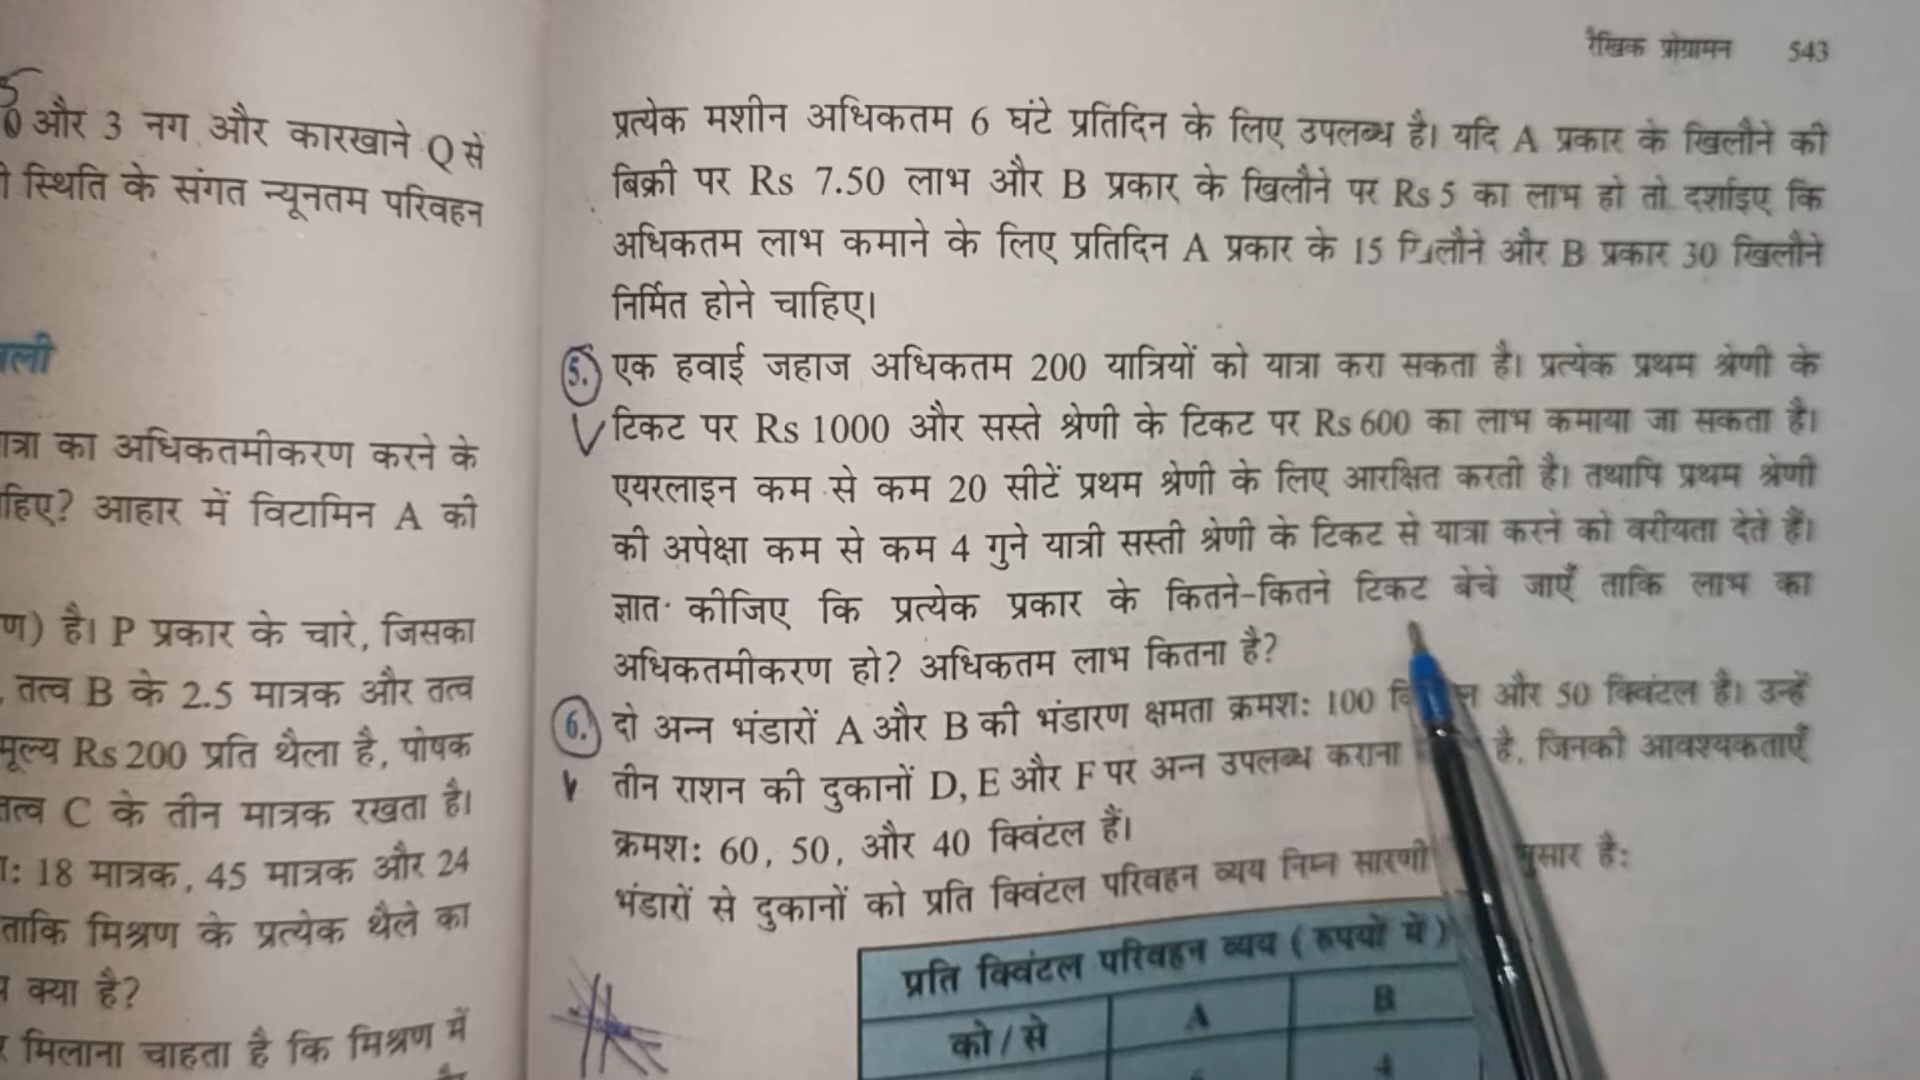 और 3 नग और कारखाने Q से
स्थिति के संगत न्यूनतम परिवहन
का अधिकतमीकरण करने के
आहार में विटामिन A की
है। P प्रकार के चारे, जिसका
तत्व B के 2.5 मात्रक और तत्व
मूल्य Rs 200 प्रति थैला है, पोषक
तत्व C के तीन मात्रक रखता है।
18 मात्रक, 45 मात्रक और 24
ताकि मिश्रण के प्रत्येक थैले का
क्या है?
मिलाना चाहता है कि मिश्रण में
रैखिक प्रोग्रामन 543
प्रत्येक मशीन अधिकतम 6 घंटे प्रतिदिन के लिए उपलब्ध है। यदि A प्रकार के खिलौने की
बिक्री पर Rs 7.50 लाभ और B प्रकार के खिलौने पर Rs 5 का लाभ हो तो दर्शाइए कि
अधिकतम लाभ कमाने के लिए प्रतिदिन A प्रकार के 15 खिलौने और B प्रकार 30 खिलौने
निर्मित होने चाहिए।
5. एक हवाई जहाज अधिकतम 200 यात्रियों को यात्रा करा सकता है। प्रत्येक प्रथम श्रेणी के
टिकट पर Rs 1000 और सस्ते श्रेणी के टिकट पर Rs 600 का लाभ कमाया जा सकता है।
एयरलाइन कम से कम 20 सीटें प्रथम श्रेणी के लिए आरक्षित करती है। तथापि प्रथम श्रेणी
की अपेक्षा कम से कम 4 गुने यात्री सस्ती श्रेणी के टिकट से यात्रा करने को वरीयता देते हैं।
ज्ञात कीजिए कि प्रत्येक प्रकार के कितने-कितने टिकट बेचे जाएँ ताकि लाभ का
अधिकतमीकरण हो? अधिकतम लाभ कितना है?
6. दो अन्न भंडारों A और B की भंडारण क्षमता क्रमश: 100 और 50 क्विंटल है। उन्हें
तीन राशन की दुकानों D, E और F पर अन्न उपलब्ध कराना है, जिनकी आवश्यकताएँ
क्रमश: 60, 50, और 40 क्विंटल हैं।
भंडारों से दुकानों को प्रति क्विंटल परिवहन व्यय निम्न सारणी है:
प्रति क्विंटल परिवहन व्यय (रुपयों में)
को / से A B